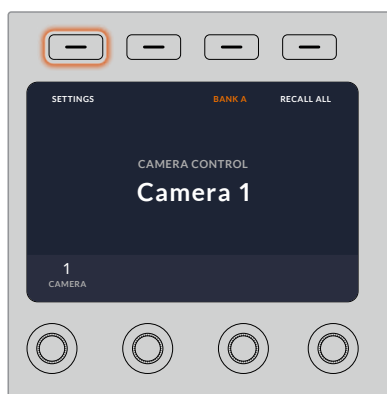 SETTINGS BANK A RECALL ALL
CAMERA CONTROL
Camera 1
1
CAMERA